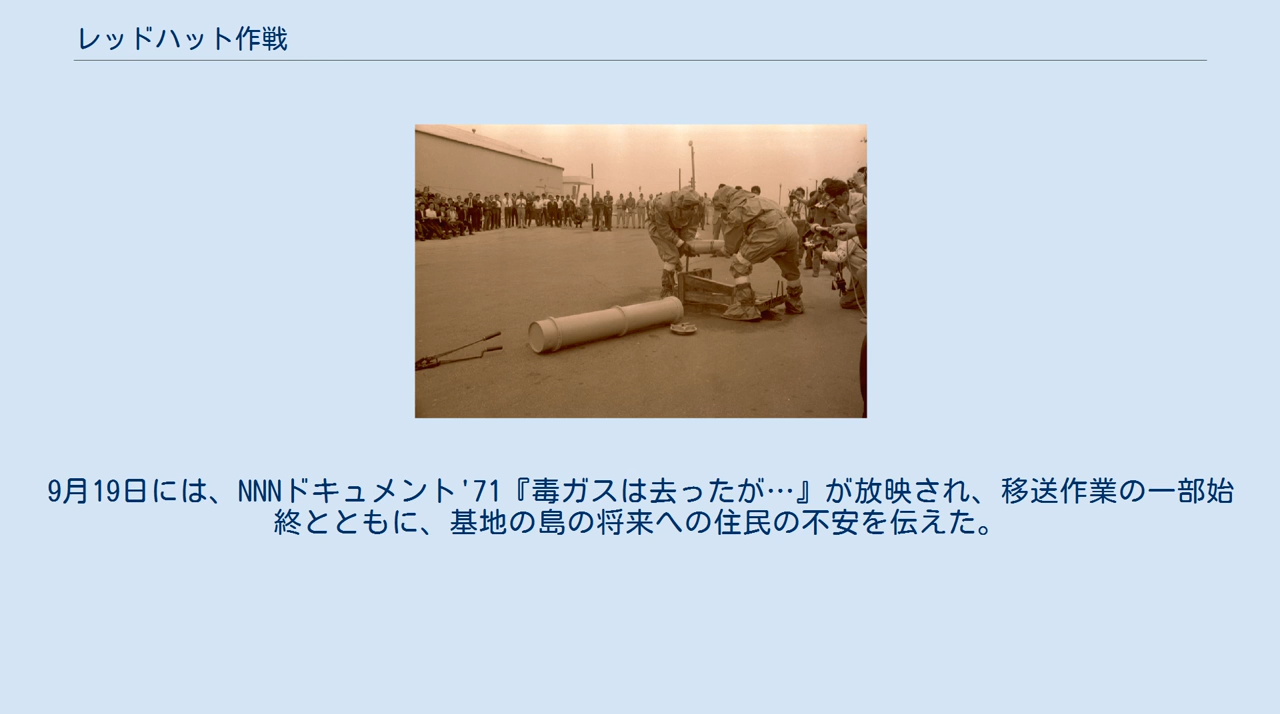 レッドハット作戦
9月19日には、NNNドキュメント'71『毒ガスは去ったが…』が放映され、移送作業の一部始
終とともに、基地の島の将来への住民の不安を伝えた。